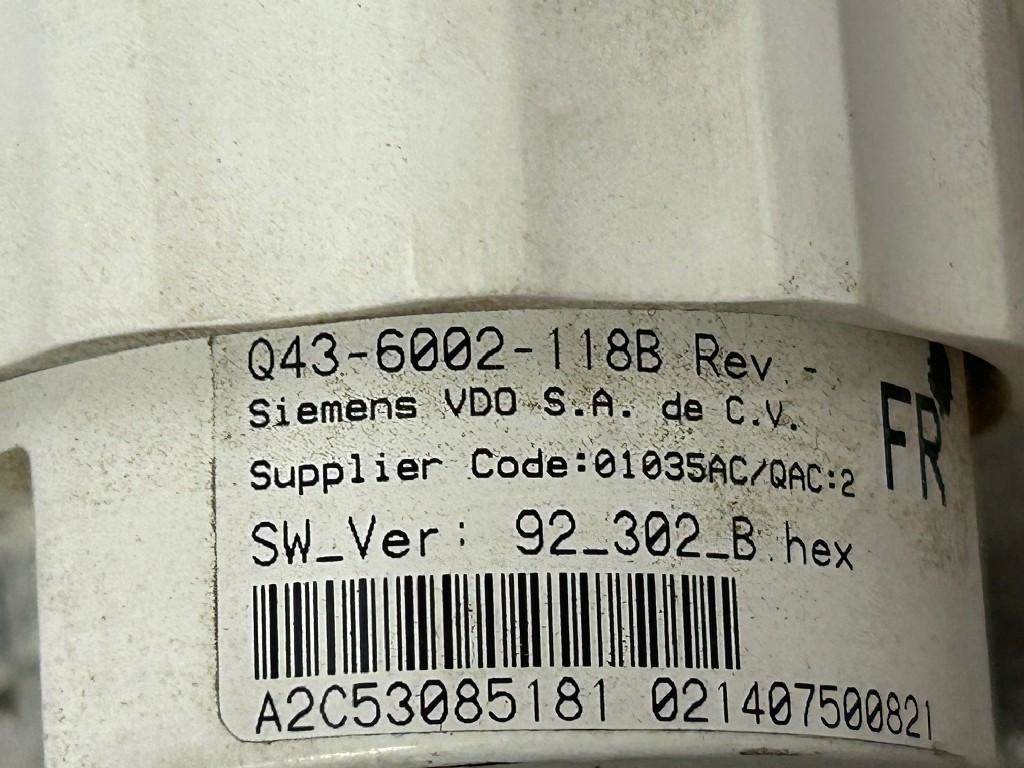 Q43-6002-118B Rev -
Siemens VDO S.A. de C.V.
FR
Supplier Code:01035AC/QAC:2
SW_Ver: 92_302_B.hex
A2C53085181 021407500821